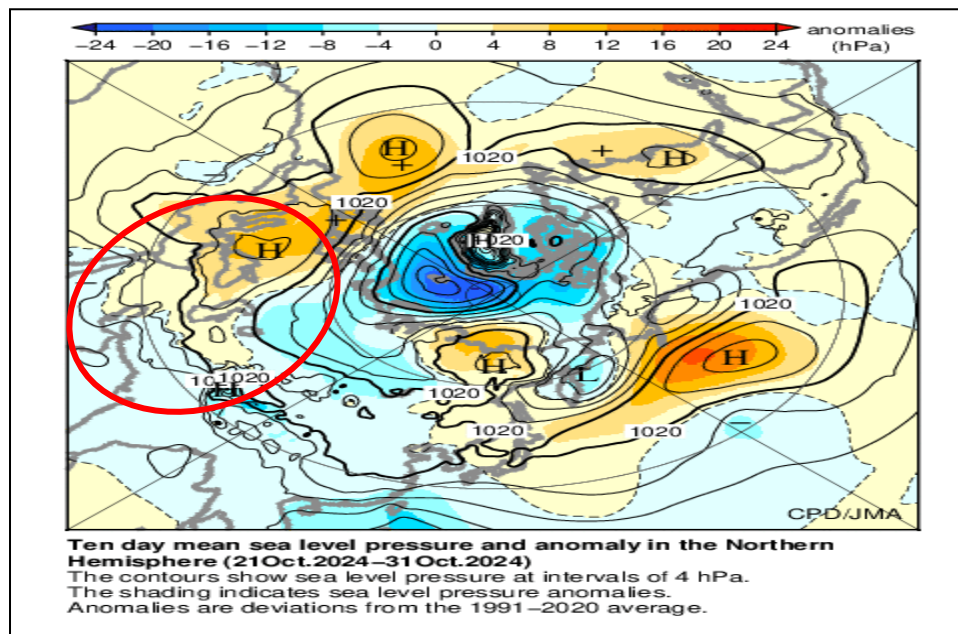 anomalies
−24 −20 −16 −12 −8 −4 0 4 8 12 16 20 24 (hPa)
H
1020
H
1020
H
H
1020
1020
H
L
H
1020
1020
1020
1020
CPD/JMA
Ten day mean sea level pressure and anomaly in the Northern
Hemisphere (21Oct.2024−31Oct.2024)
The contours show sea level pressure at intervals of 4 hPa.
The shading indicates sea level pressure anomalies.
Anomalies are deviations from the 1991−2020 average.